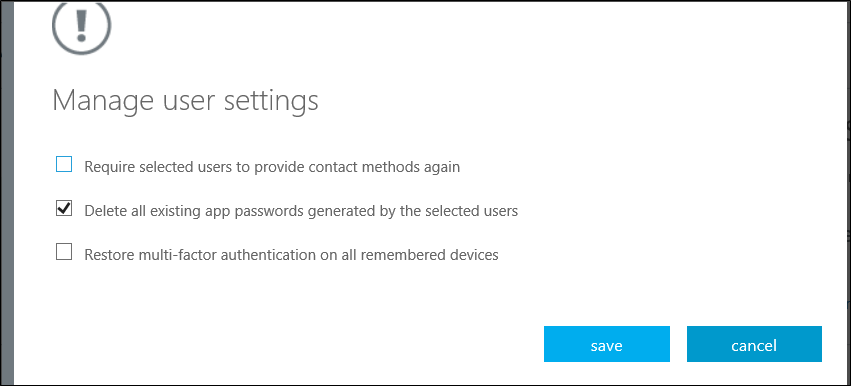 Manage user settings
Require selected users to provide contact methods again
Delete all existing app passwords generated by the selected users
Restore multi-factor authentication on all remembered devices
save cancel